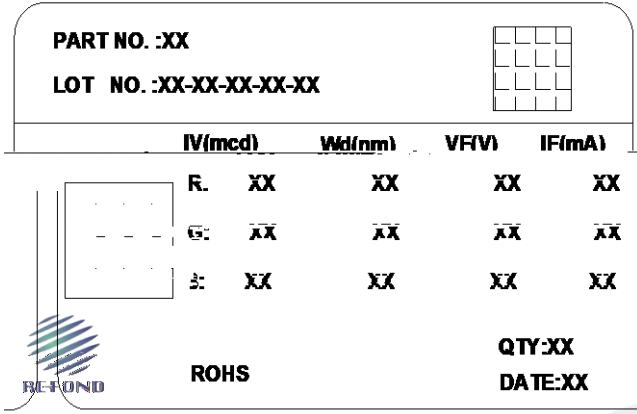 PART NO. :XX
LOT NO. :XX-XX-XX-XX-XX
IV(mcd) Wd(nm) VF(V) IF(mA)
R: XX XX XX XX
G: XX XX XX XX
B: XX XX XX XX
QTY:XX
ROHS
DATE:XX
REFOND